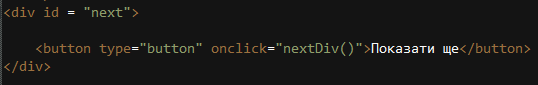 <div id = "next">
<button type="button" onclick="nextDiv()">Показати ще</button>
</div>